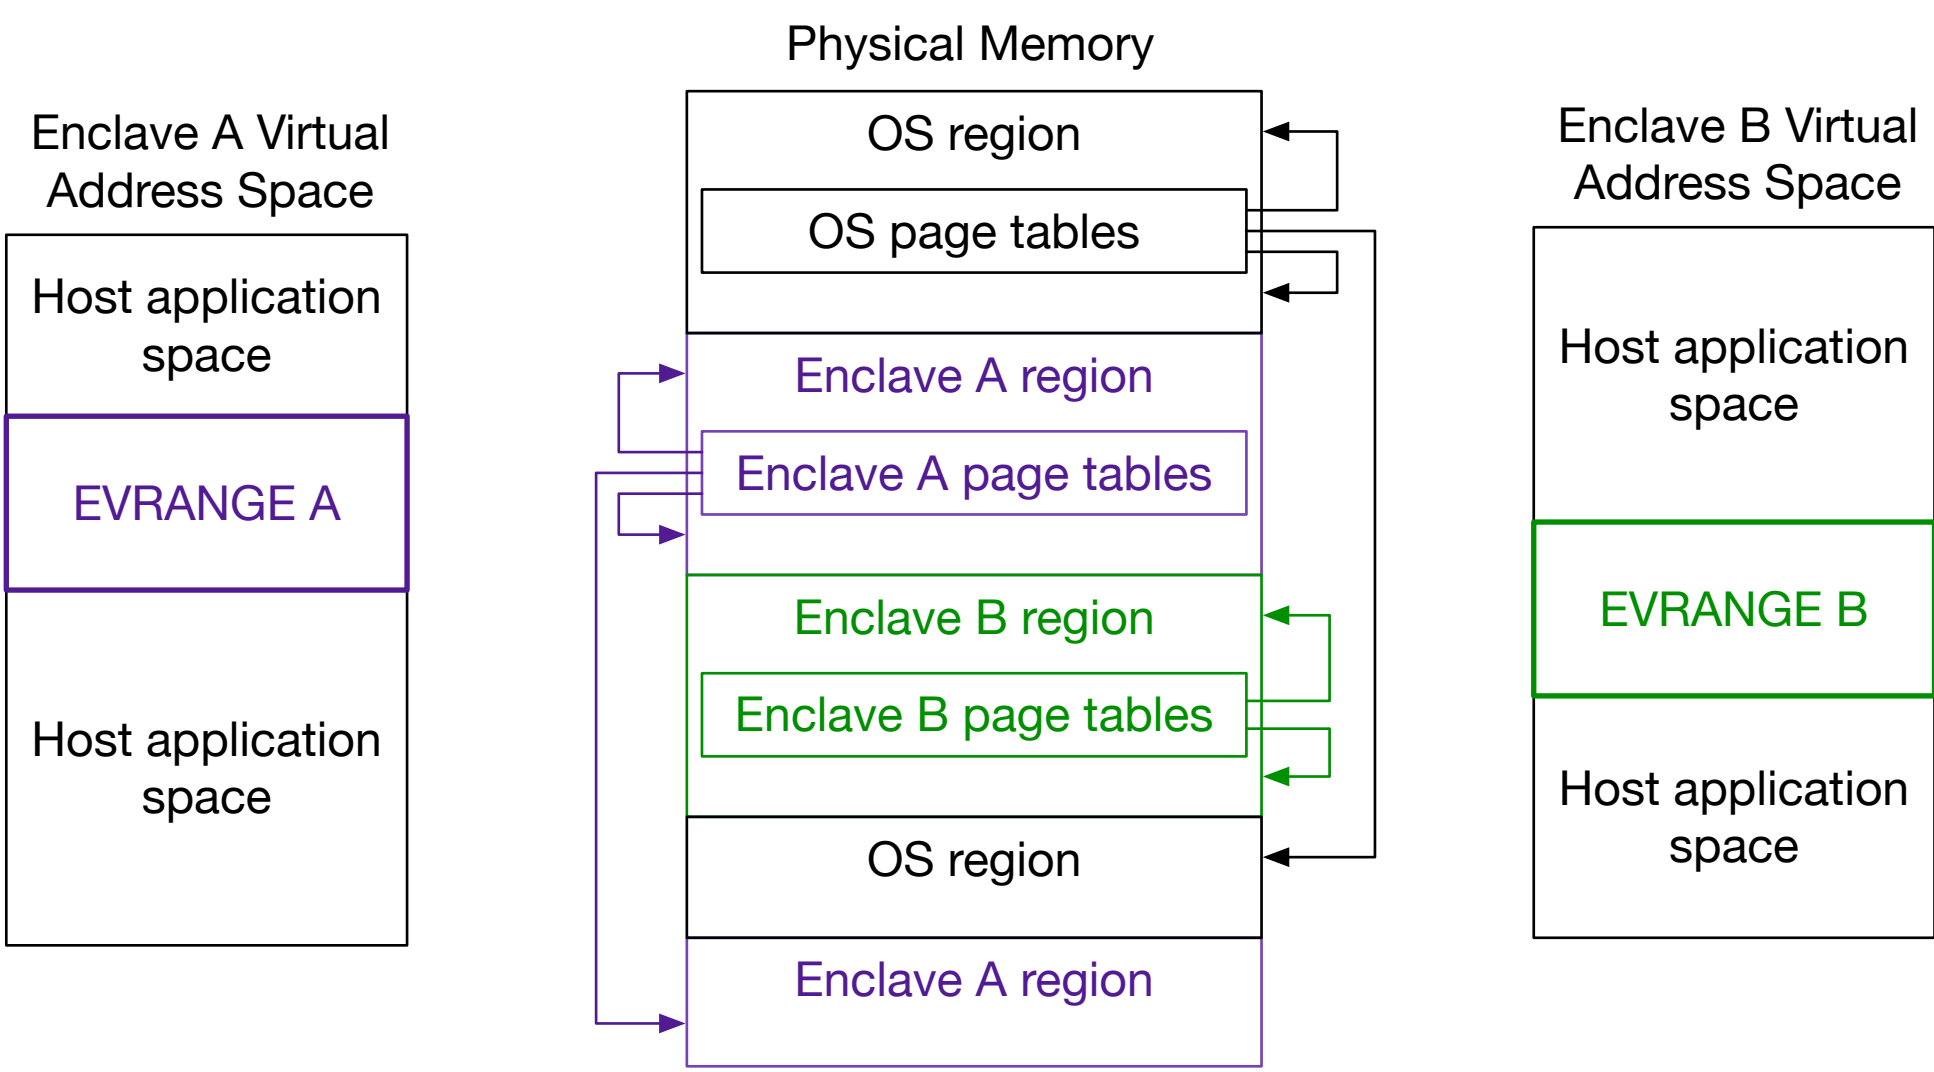 Physical Memory
Enclave A Virtual
Address Space
Host application
space
EVRANGE A
Host application
space
OS region
OS page tables
Enclave A region
Enclave A page tables
Enclave B region
Enclave B page tables
OS region
Enclave A region
Enclave B Virtual
Address Space
Host application
space
EVRANGE B
Host application
space